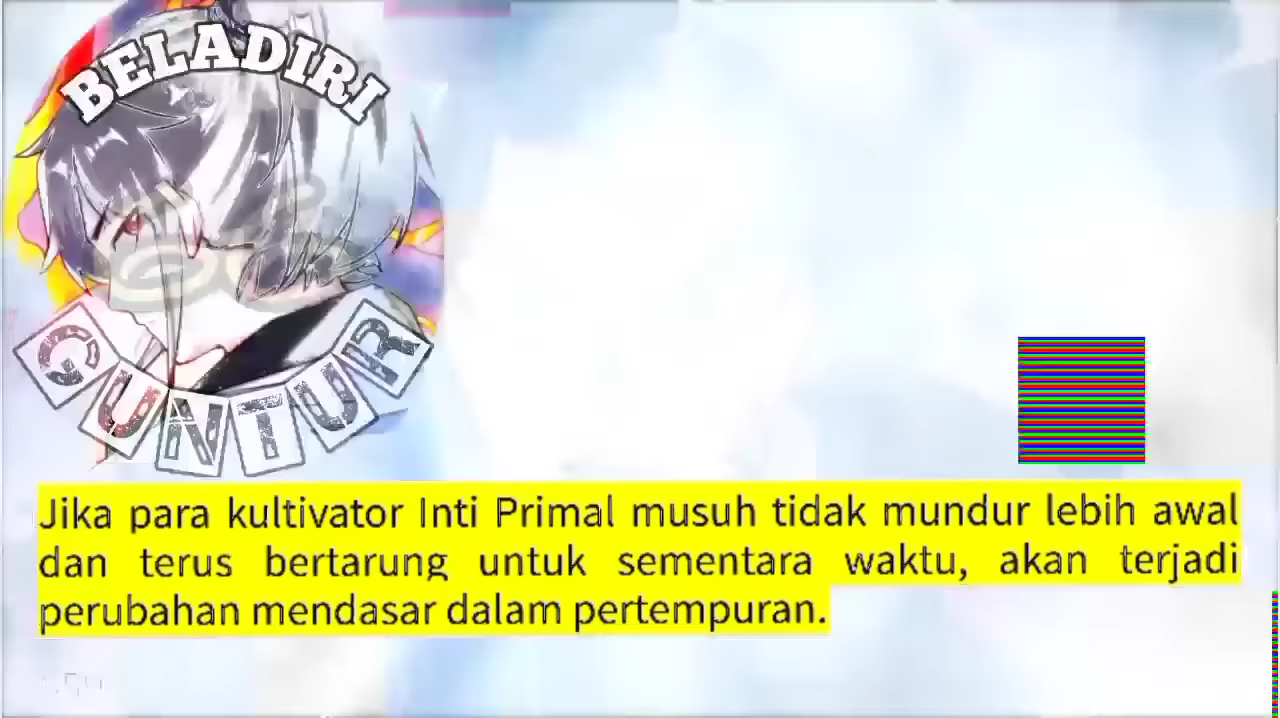 BELADIRI
GUNTUR
Jika para kultivator Inti Primal musuh tidak mundur lebih awal
dan terus bertarung untuk sementara waktu, akan terjadi
perubahan mendasar dalam pertempuran.